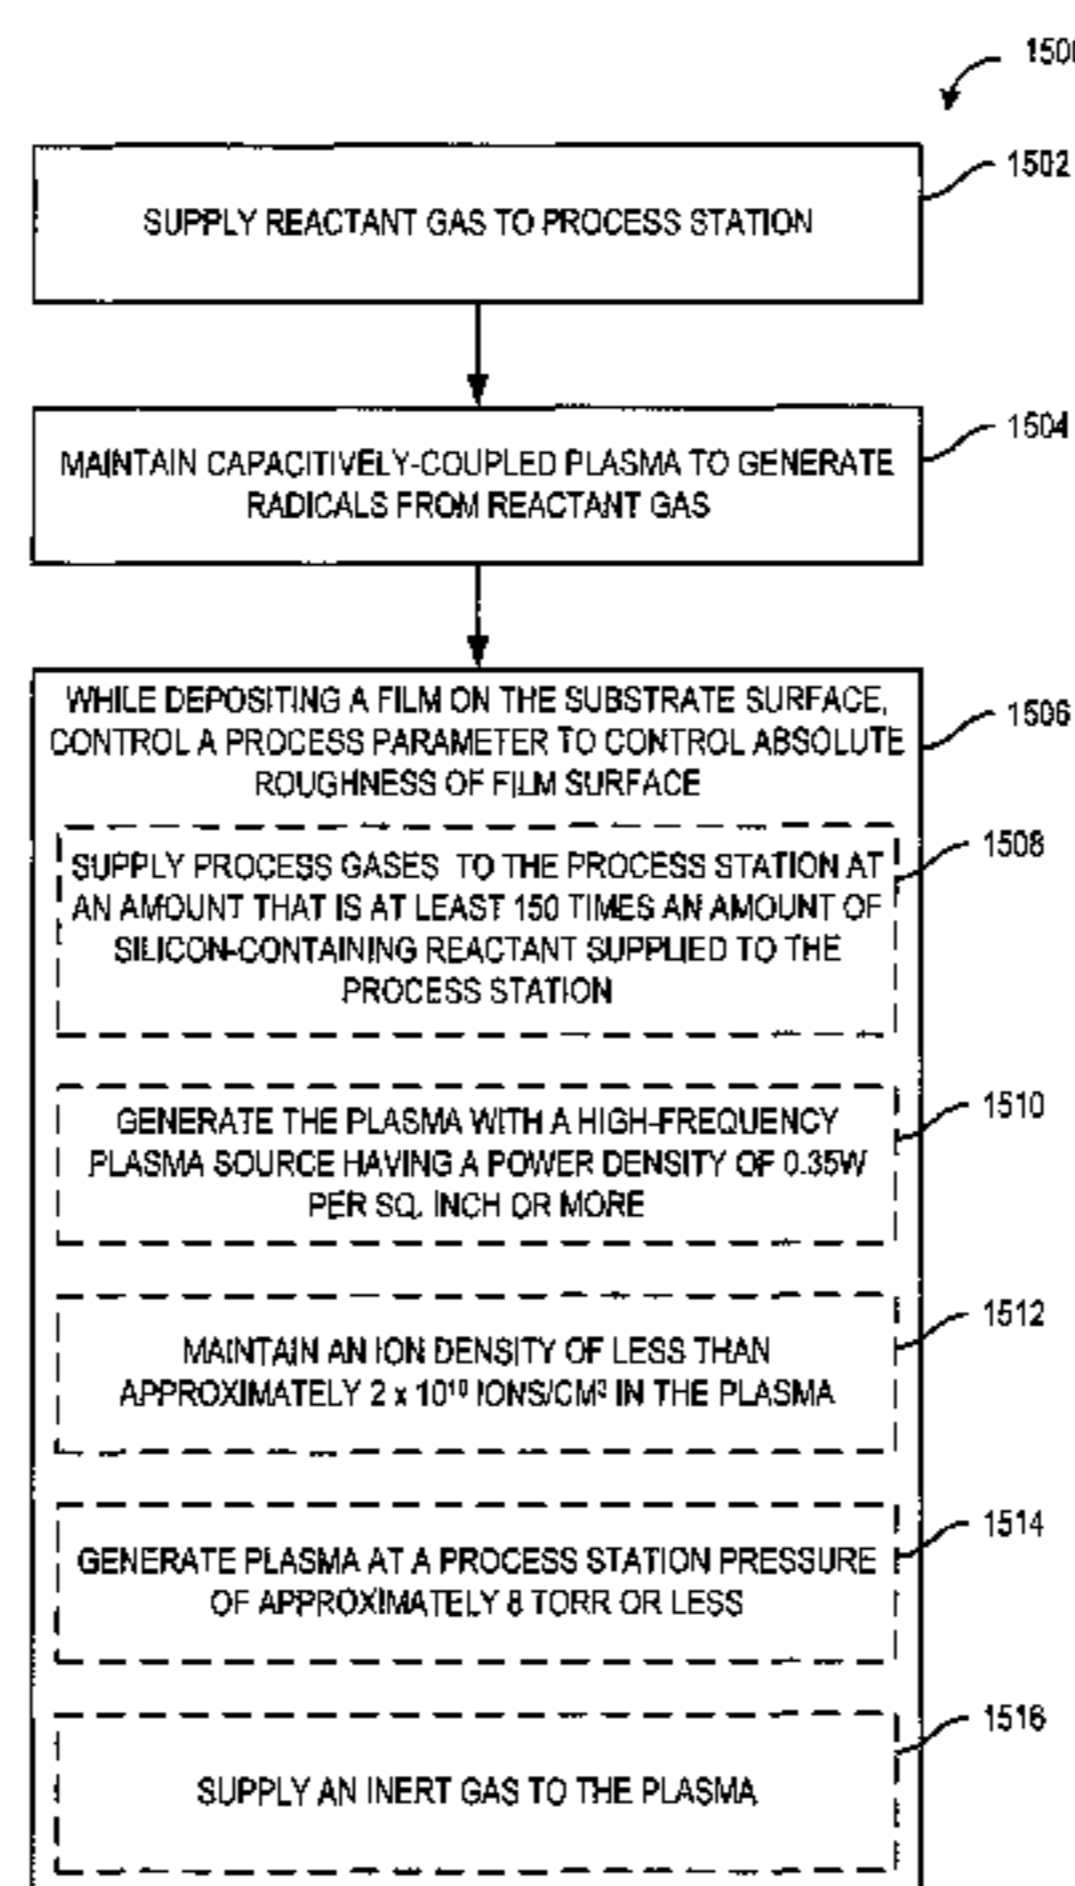 150
1502
SUPPLY REACTANT GAS TO PROCESS STATION
1504
MAINTAIN CAPACITIVELY-COUPLED PLASMA TO GENERATE
RADICALS FROM REACTANT GAS
1506
WHILE DEPOSITING A FILM ON THE SUBSTRATE SURFACE,
CONTROL A PROCESS PARAMETER TO CONTROL ABSOLUTE
ROUGHNESS OF FILM SURFACE
1508
SUPPLY PROCESS GASES TO THE PROCESS STATION AT
AN AMOUNT THAT IS AT LEAST 150 TIMES AN AMOUNT OF
SILICON-CONTAINING REACTANT SUPPLIED TO THE
PROCESS STATION
1510
GENERATE THE PLASMA WITH A HIGH-FREQUENCY
PLASMA SOURCE HAVING A POWER DENSITY OF 0.35W
PER SQ. INCH OR MORE
1512
MAINTAIN AN ION DENSITY OF LESS THAN
APPROXIMATELY 2 x 10¹⁰ IONS/CM³ IN THE PLASMA
1514
GENERATE PLASMA AT A PROCESS STATION PRESSURE
OF APPROXIMATELY 8 TORR OR LESS
1516
SUPPLY AN INERT GAS TO THE PLASMA